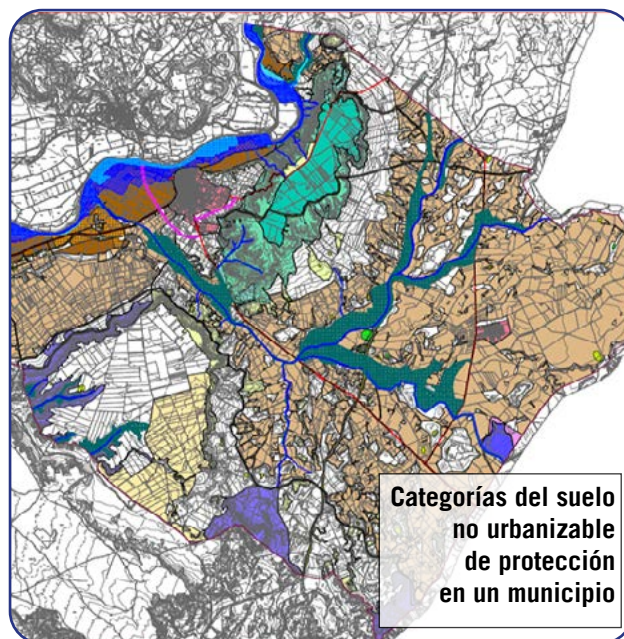 Categorías del suelo
no urbanizable
de protección
en un municipio